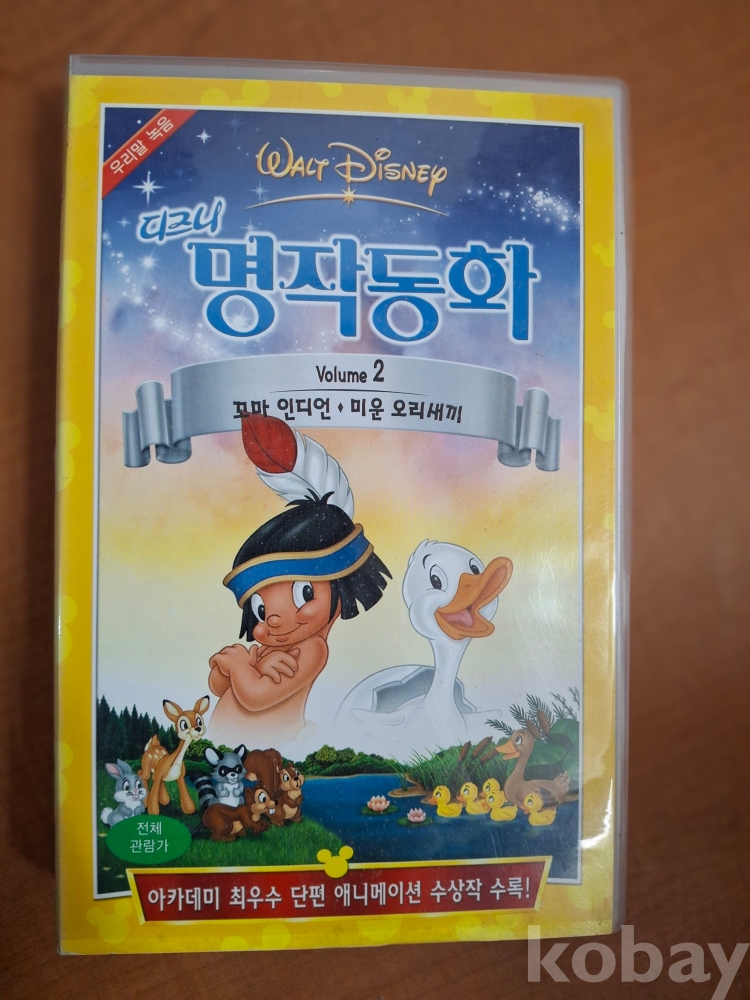 우리말 녹음
WALT DISNEY
디즈니
명작동화
Volume 2
꼬마 인디언 • 미운 오리새끼
전체
관람가
아카데미 최우수 단편 애니메이션 수상작 수록!
kobay